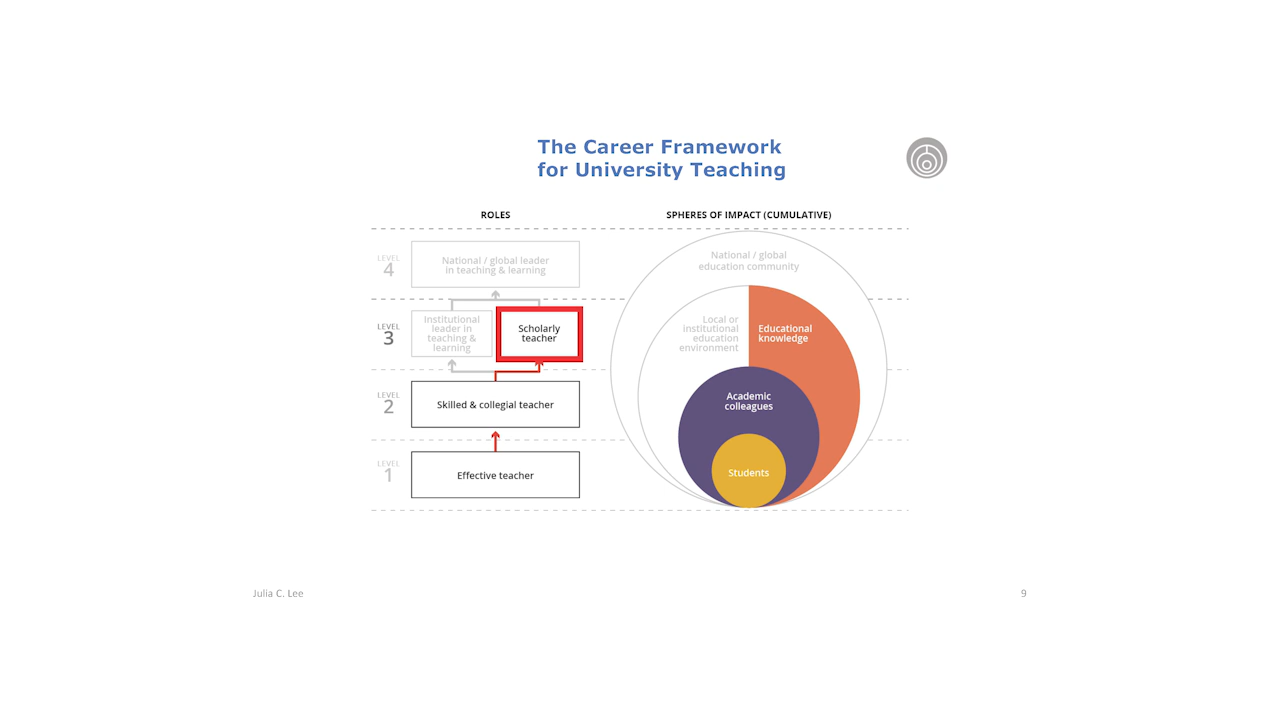 The Career Framework
for University Teaching
ROLES
SPHERES OF IMPACT (CUMULATIVE)
LEVEL
4
National / global leader
in teaching & learning
National / global
education community
LEVEL
3
Institutional
leader in
teaching &
learning
Scholarly
teacher
Local or
institutional
education
environment
Educational
knowledge
LEVEL
2
Skilled & collegial teacher
Academic
colleagues
LEVEL
1
Effective teacher
Students
Julia C. Lee
9